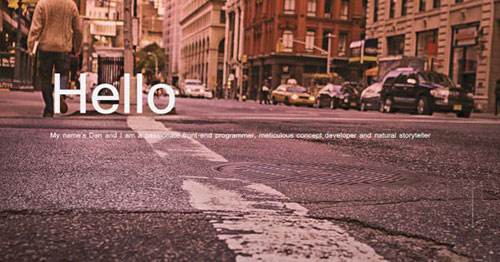 Hello
My name's Dan and I am a passionate front-end programmer, meticulous concept developer and natural storyteller